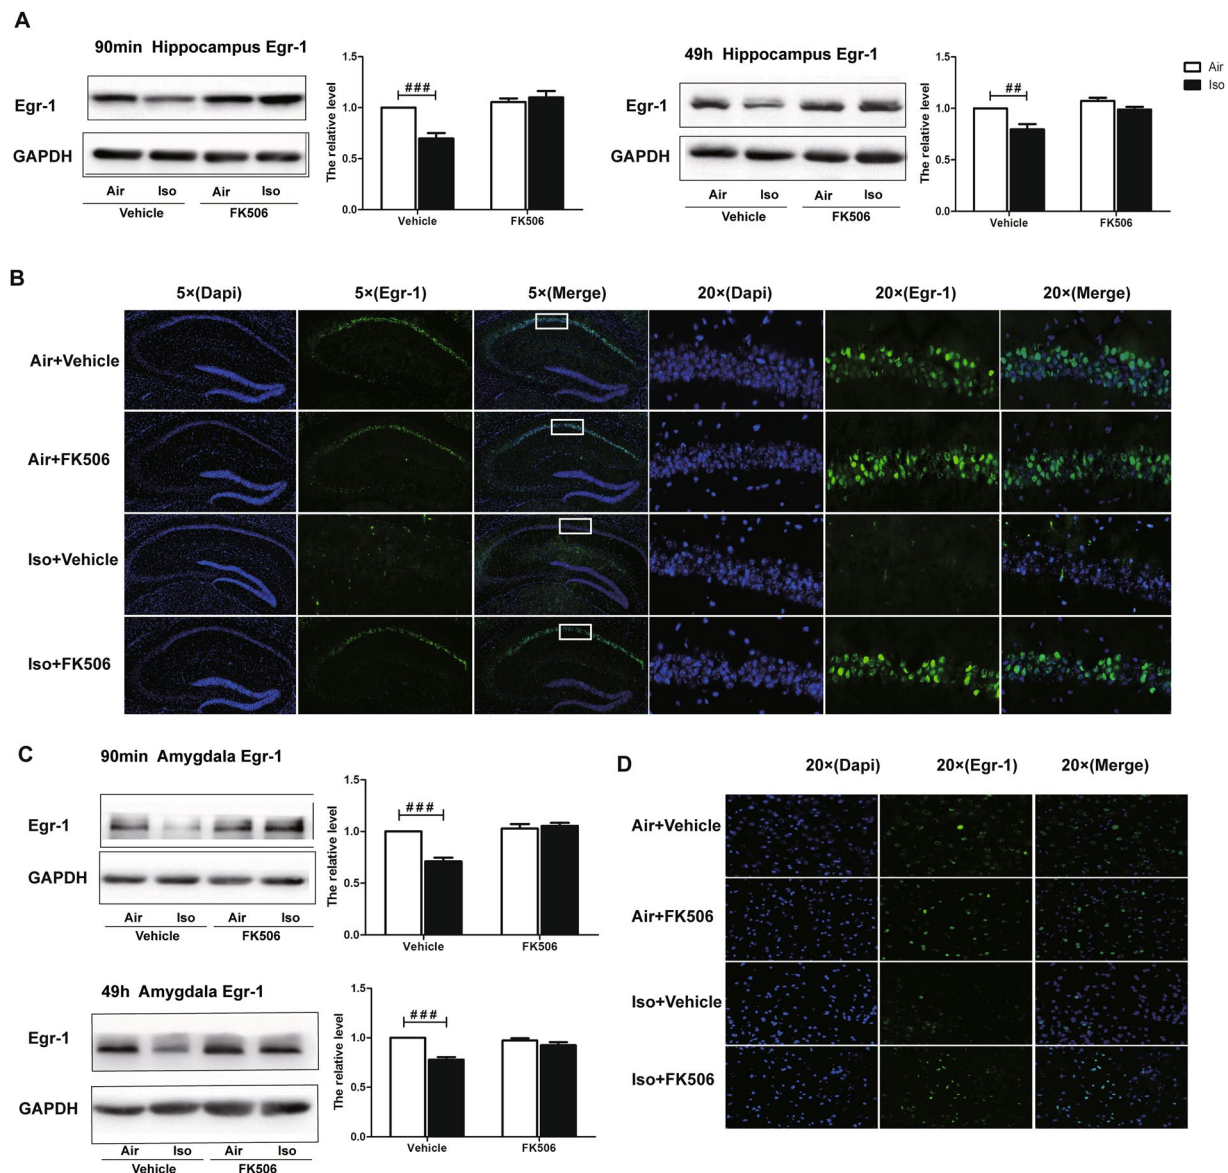 A
90min Hippocampus Egr-1
Egr-1
GAPDH
Air Iso Air Iso
Vehicle FK506
The relative level
1.5
1.0
0.5
0.0
###
Vehicle FK506
49h Hippocampus Egr-1
Egr-1
GAPDH
Air Iso Air Iso
Vehicle FK506
The relative level
1.5
1.0
0.5
0.0
##
Vehicle FK506
Air
Iso
B
5×(Dapi) 5×(Egr-1) 5×(Merge) 20×(Dapi) 20×(Egr-1) 20×(Merge)
Air+Vehicle
Air+FK506
Iso+Vehicle
Iso+FK506
C
90min Amygdala Egr-1
Egr-1
GAPDH
Air Iso Air Iso
Vehicle FK506
The relative level
1.5
1.0
0.5
0.0
###
Vehicle FK506
49h Amygdala Egr-1
Egr-1
GAPDH
Air Iso Air Iso
Vehicle FK506
The relative level
1.5
1.0
0.5
0.0
###
Vehicle FK506
D
20×(Dapi) 20×(Egr-1) 20×(Merge)
Air+Vehicle
Air+FK506
Iso+Vehicle
Iso+FK506